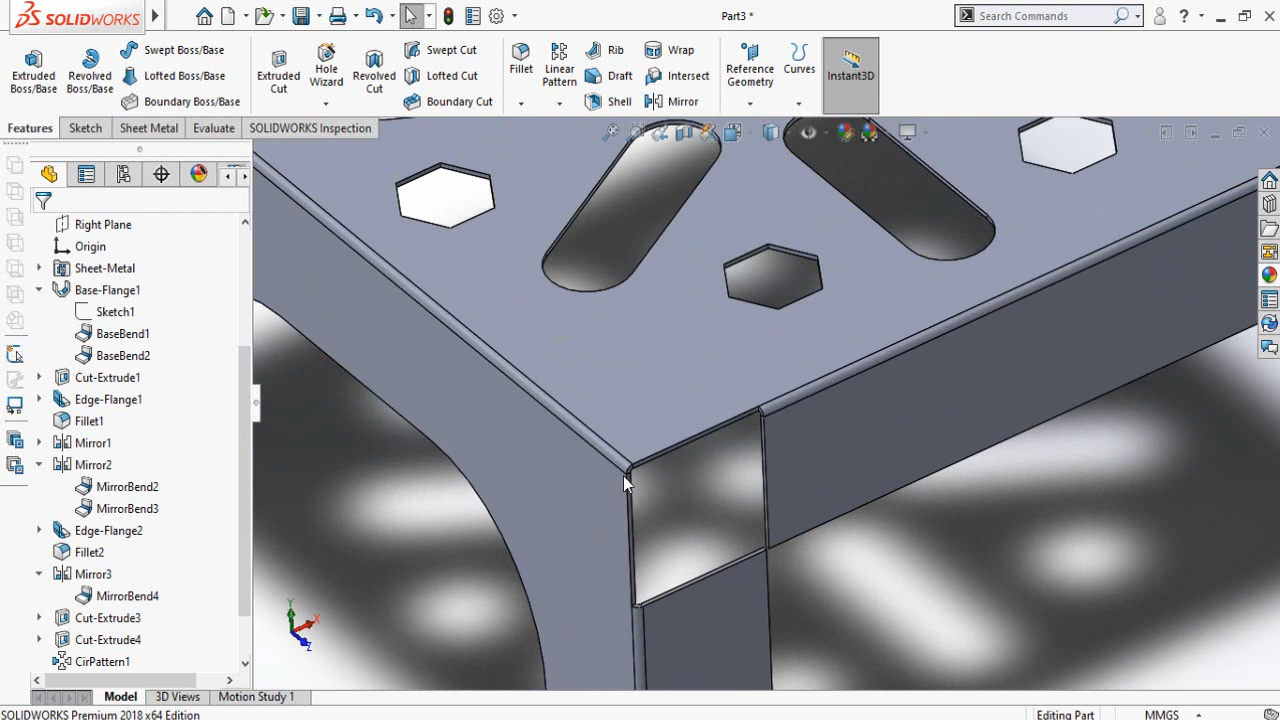 SOLIDWORKS
Part3 *
Search Commands
?
Extruded Boss/Base
Revolved Boss/Base
Swept Boss/Base
Lofted Boss/Base
Boundary Boss/Base
Extruded Cut
Hole Wizard
Revolved Cut
Swept Cut
Lofted Cut
Boundary Cut
Fillet
Linear Pattern
Rib
Draft
Shell
Wrap
Intersect
Mirror
Reference Geometry
Curves
Instant3D
Features
Sketch
Sheet Metal
Evaluate
SOLIDWORKS Inspection
Right Plane
Origin
Sheet-Metal
Base-Flange1
Sketch1
BaseBend1
BaseBend2
Cut-Extrude1
Edge-Flange1
Fillet1
Mirror1
Mirror2
MirrorBend2
MirrorBend3
Edge-Flange2
Fillet2
Mirror3
MirrorBend4
Cut-Extrude3
Cut-Extrude4
CirPattern1
Y
X
Z
Model
3D Views
Motion Study 1
SOLIDWORKS Premium 2018 x64 Edition
Editing Part
MMGS